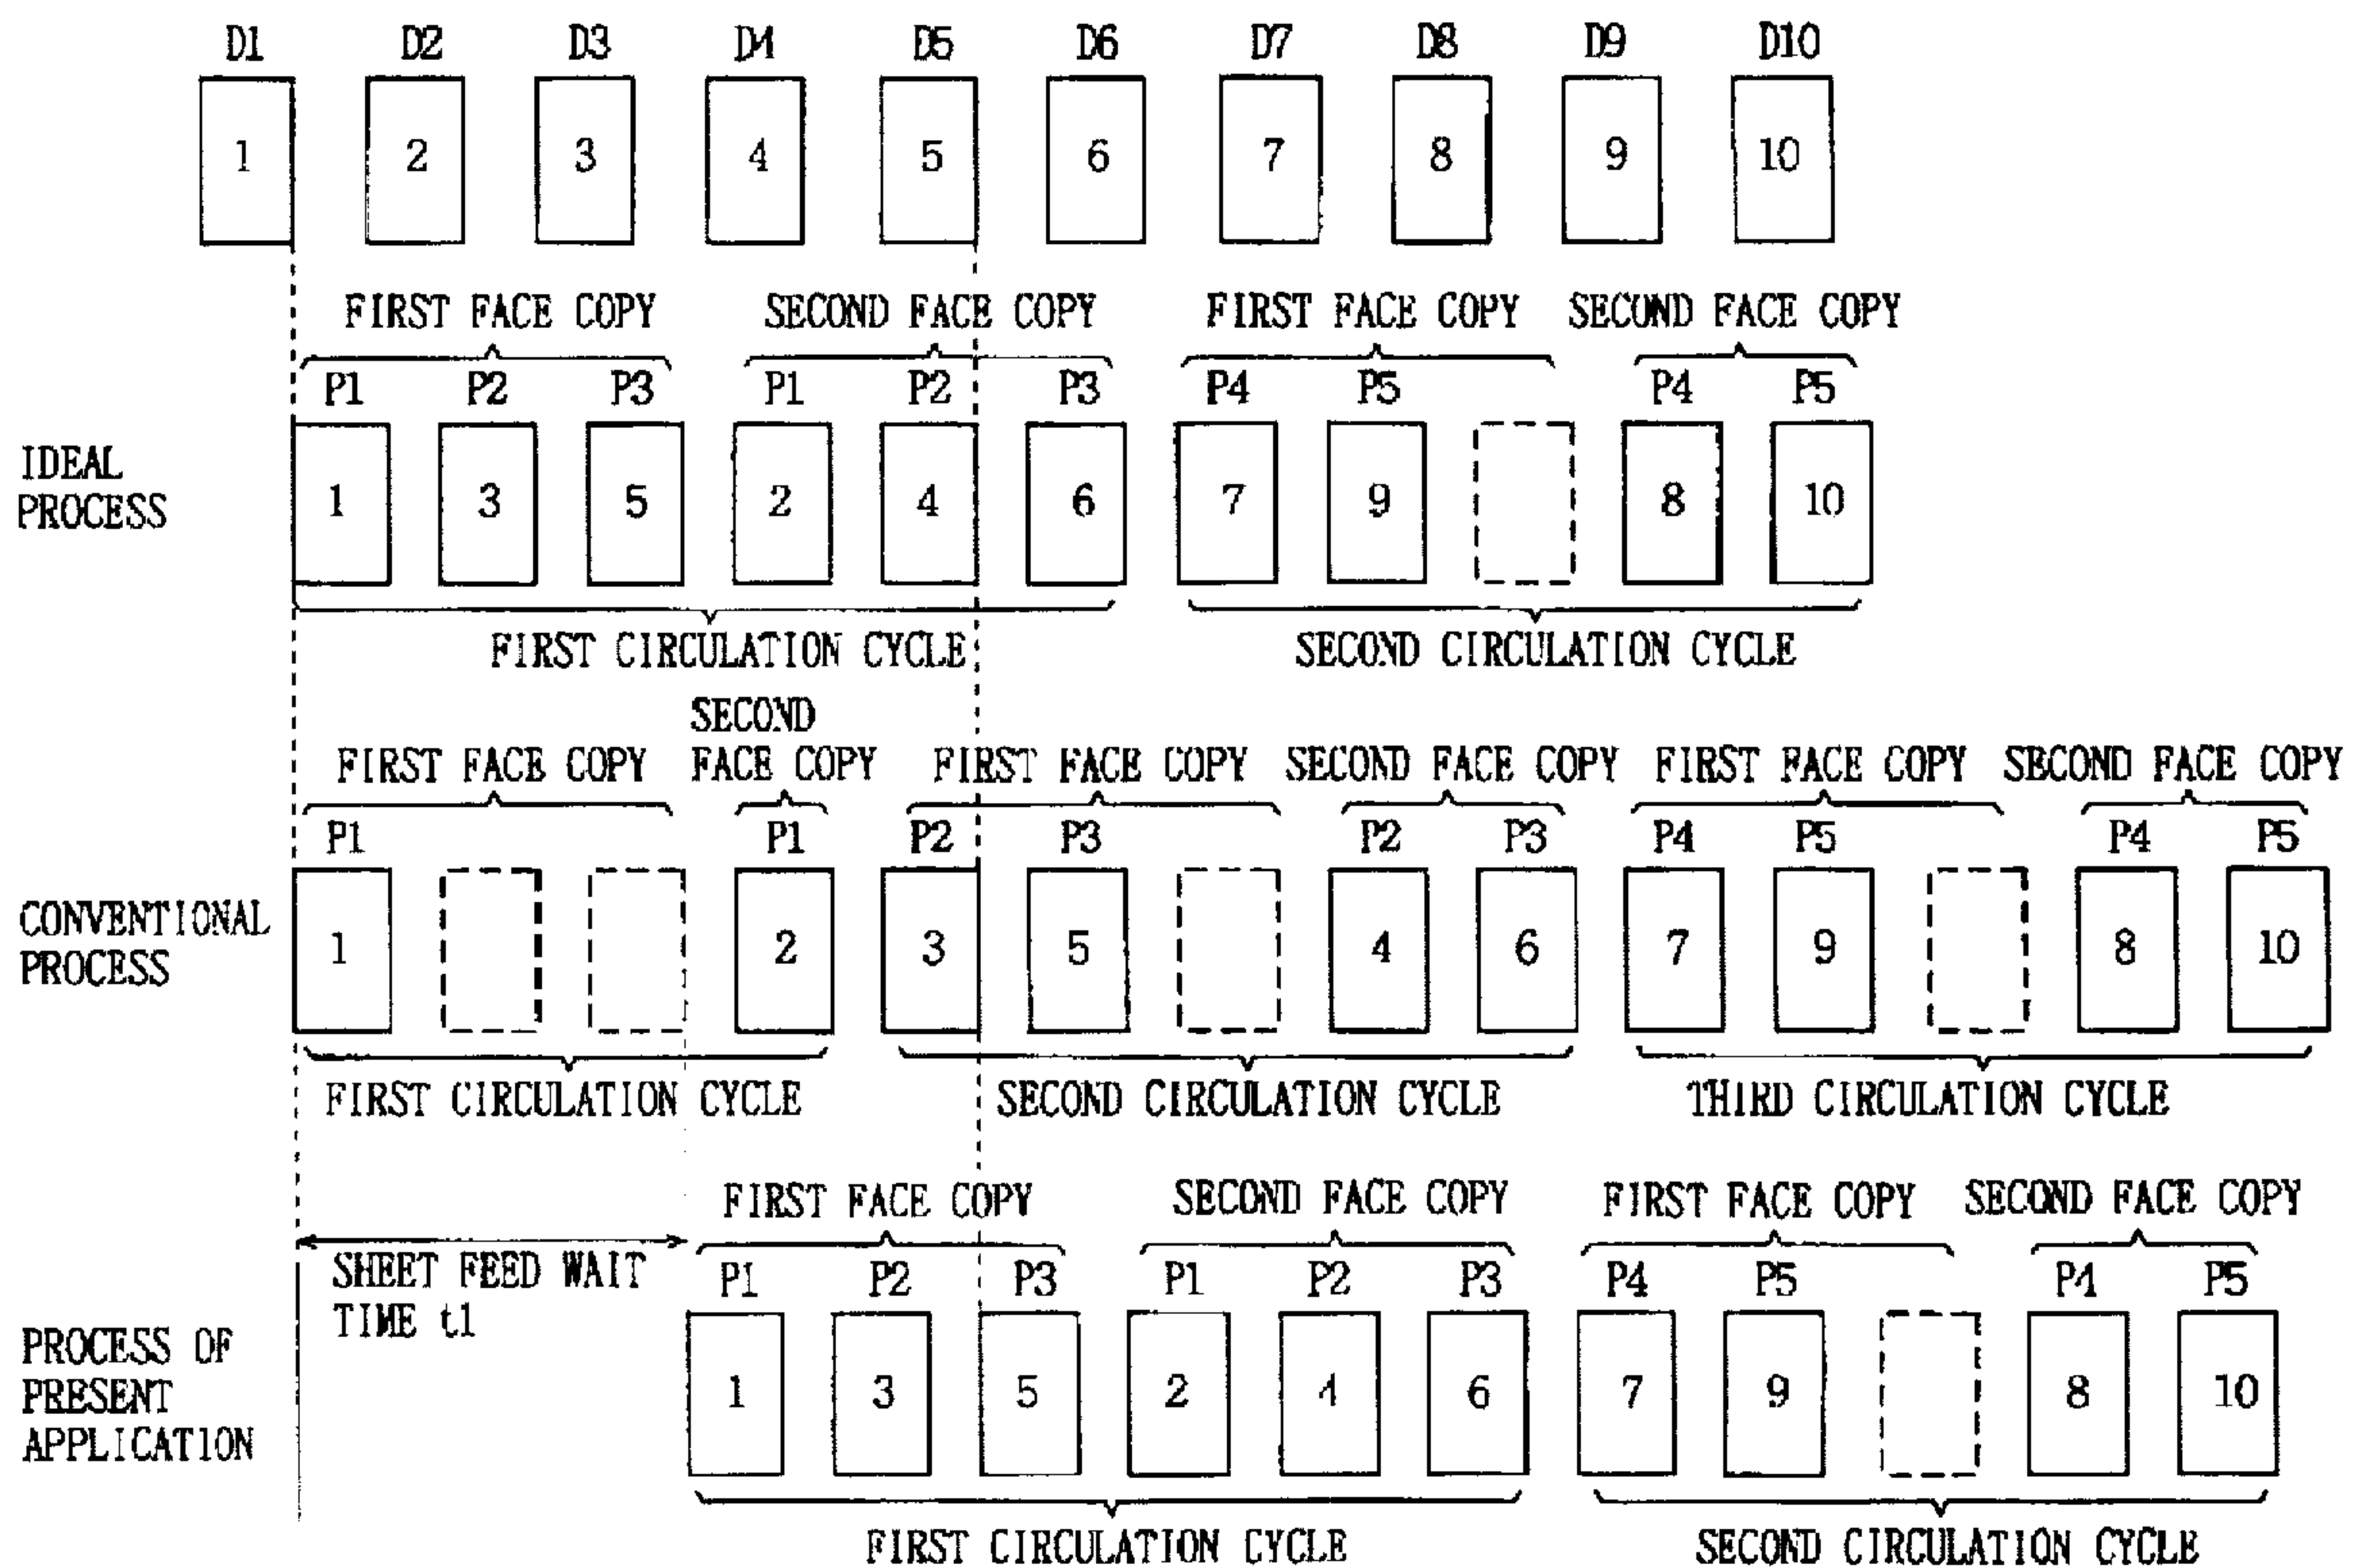 D1 D2 D3 D4 D5 D6 D7 D8 D9 D10
1 2 3 4 5 6 7 8 9 10
FIRST FACE COPY SECOND FACE COPY FIRST FACE COPY SECOND FACE COPY
P1 P2 P3 P1 P2 P3 P4 P5 P4 P5
IDEAL
PROCESS
1 3 5 2 4 6 7 9 8 10
FIRST CIRCULATION CYCLE SECOND CIRCULATION CYCLE
FIRST FACE COPY
SECOND
FACE COPY
FIRST FACE COPY SECOND FACE COPY FIRST FACE COPY SECOND FACE COPY
P1 P1 P2 P3 P2 P3 P4 P5 P4 P5
CONVENTIONAL
PROCESS
1 2 3 5 4 6 7 9 8 10
FIRST CIRCULATION CYCLE SECOND CIRCULATION CYCLE THIRD CIRCULATION CYCLE
FIRST FACE COPY SECOND FACE COPY FIRST FACE COPY SECOND FACE COPY
SHEET FEED WAIT
TIME t1
P1 P2 P3 P1 P2 P3 P4 P5 P4 P5
PROCESS OF
PRESENT
APPLICATION
1 3 5 2 4 6 7 9 8 10
FIRST CIRCULATION CYCLE SECOND CIRCULATION CYCLE